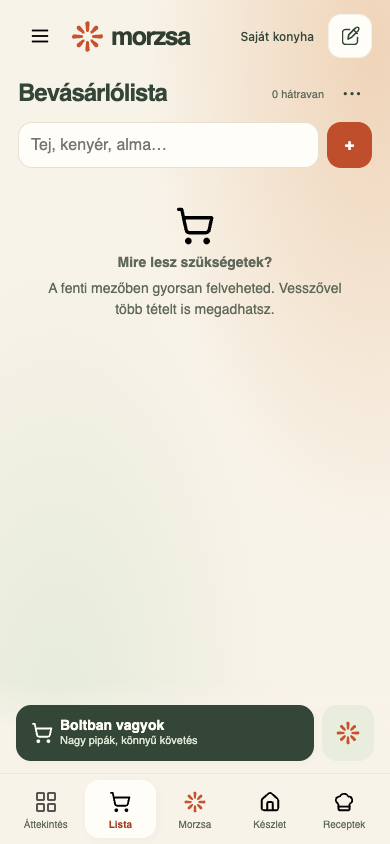 morzsa
Saját konyha
Bevásárlólista
0 hátravan
Tej, kenyér, alma...
+
Mire lesz szükségetek?
A fenti mezőben gyorsan felveheted. Vesszővel
több tételt is megadhatsz.
Boltban vagyok
Nagy pipák, könnyű követés
Áttekintés
Lista
Morzsa
Készlet
Receptek